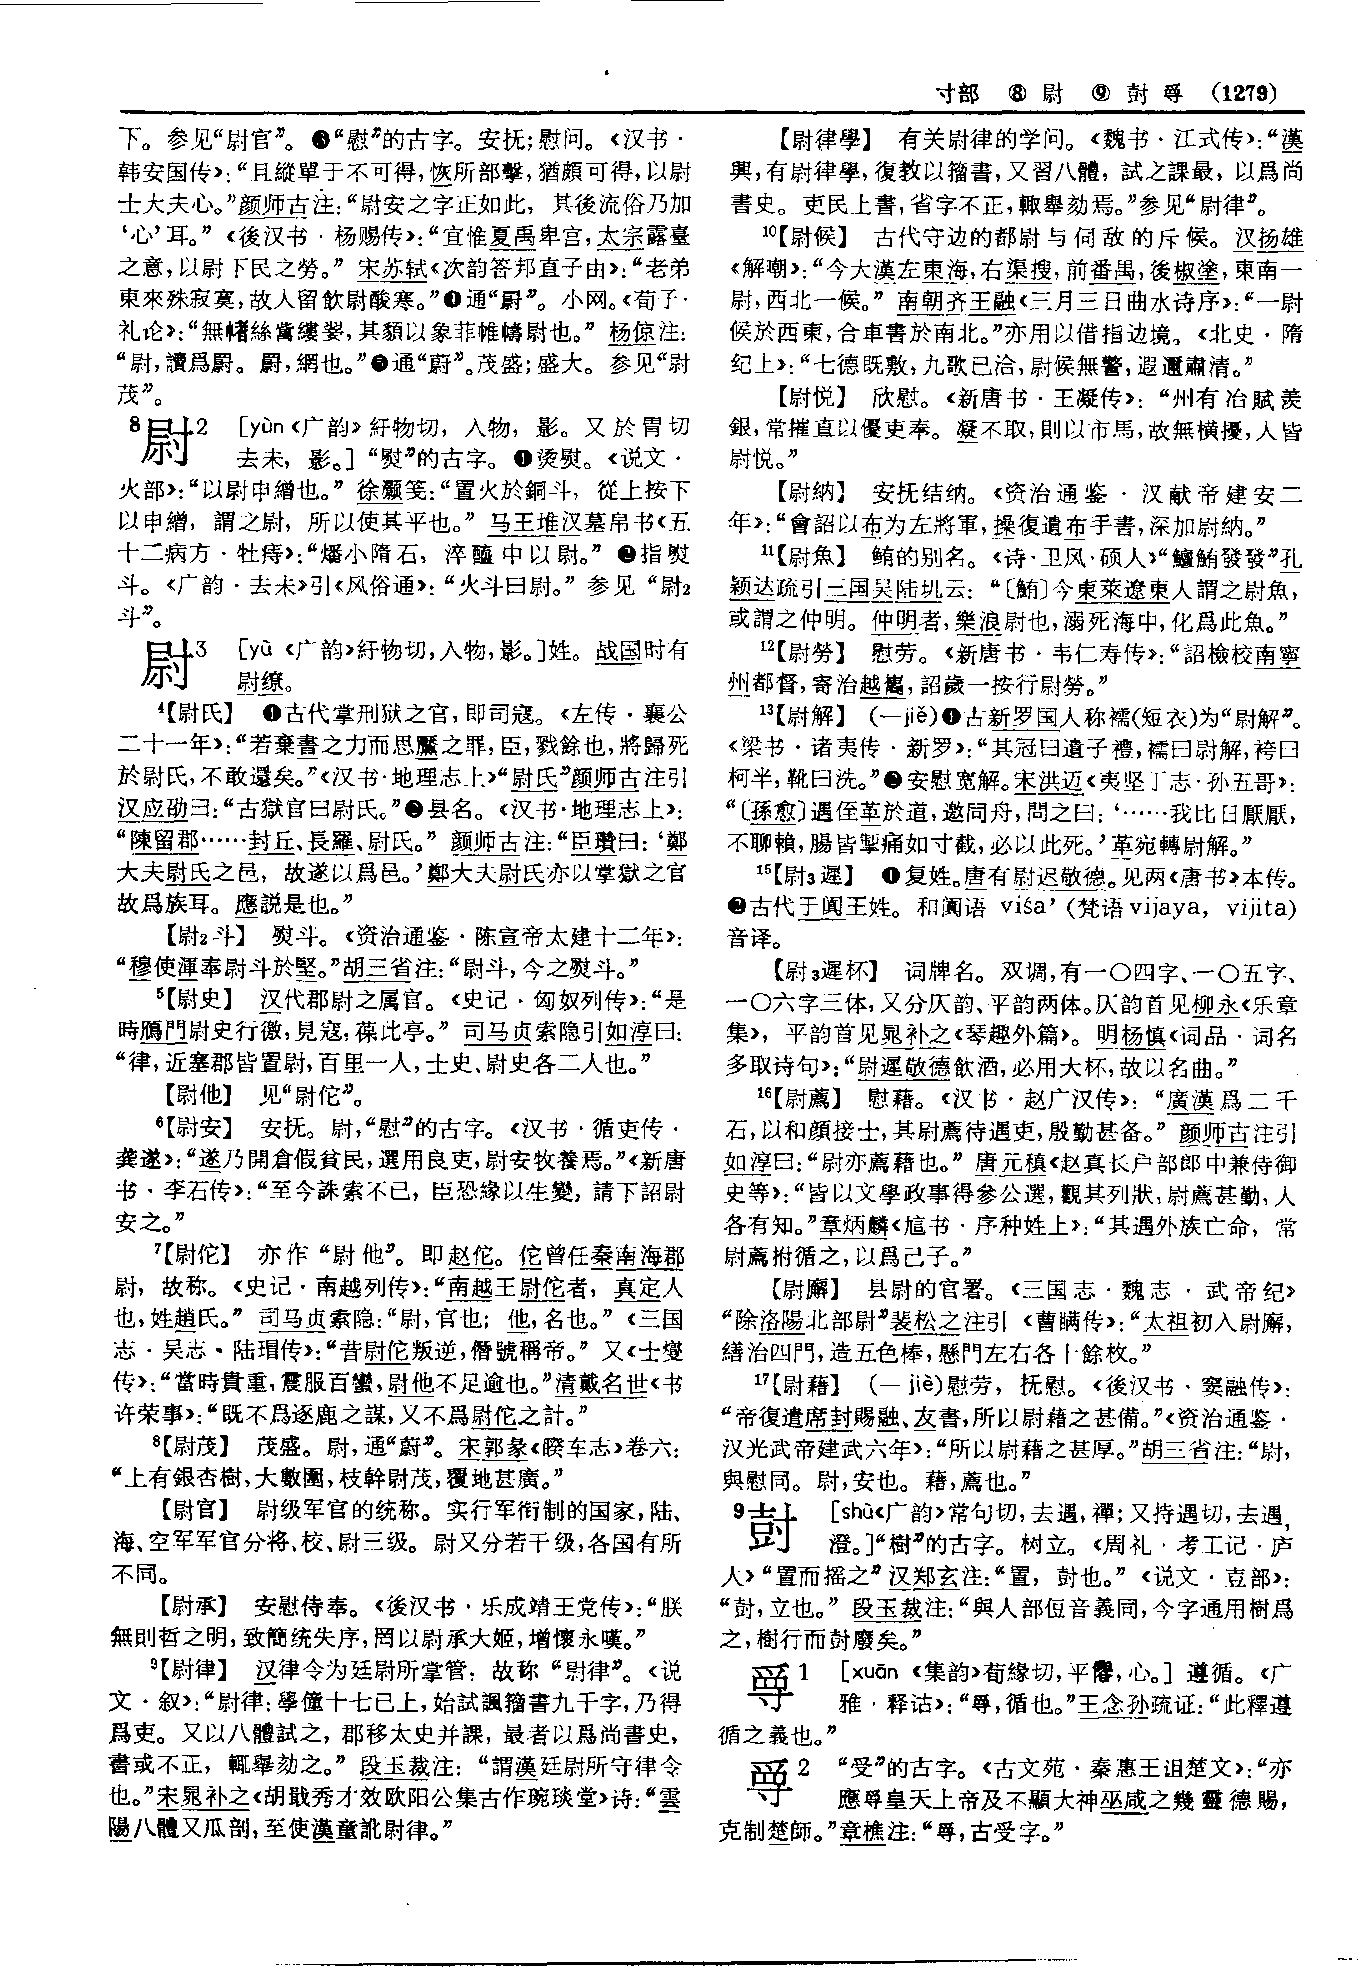 寸部 ⑧ 尉 ⑨ 尌 㝵 (1279)
下。参见“尉官”。❸“慰”的古字。安抚;慰问。《汉书·
韩安国传》:“且縱單于不可得,恢所部擊,猶頗可得,以尉
士大夫心。”颜师古注:“尉安之字正如此, 其後流俗乃加
‘心’耳。”《後汉书·杨赐传》:“宜惟夏禹卑宫,太宗露臺
之意,以尉下民之勞。” 宋苏轼《次韵答邦直子由》:“老弟
東來殊寂寞,故人留飲尉酸寒。”❹通“罻”。小网。《荀子·
礼论》:“無帾絲歶縷翣,其貌以象菲帷幬尉也。” 杨倞注:
“尉,讀爲罻。罻,網也。”❺通“蔚”。茂盛;盛大。参见“尉
茂”。
8尉2 [yùn《广韵》紆物切,入物,影。又於胃切
去未,影。] “熨”的古字。❶烫熨。《说文·
火部》:“以尉申繒也。” 徐灏笺:“置火於銅斗, 從上按下
以申繒, 謂之尉, 所以使其平也。” 马王堆汉墓帛书《五
十二病方·牡痔》:“燔小隋石, 淬醯中以尉。” ❷指熨
斗。《广韵·去未》引《风俗通》:“火斗曰尉。”参见“尉2
斗”。
尉3 [yù《广韵》紆物切,入物,影。]姓。战国时有
尉缭。
4【尉氏】 ❶古代掌刑狱之官,即司寇。《左传·襄公
二十一年》:“若棄書之力而思黶之罪,臣,戮餘也,將歸死
於尉氏,不敢還矣。”《汉书·地理志上》“尉氏”颜师古注引
汉应劭曰:“古獄官曰尉氏。”❷县名。《汉书·地理志上》:
“陳留郡……封丘、長羅、尉氏。” 颜师古注:“臣瓚曰:‘鄭
大夫尉氏之邑, 故遂以爲邑。’鄭大夫尉氏亦以掌獄之官
故爲族耳。應説是也。”
【尉2斗】 熨斗。《资治通鉴·陈宣帝太建十二年》:
“穆使渾奉尉斗於堅。”胡三省注:“尉斗,今之熨斗。”
5【尉史】 汉代郡尉之属官。《史记·匈奴列传》:“是
時鴈門尉史行徼,見寇,葆此亭。” 司马贞索隐引如淳曰:
“律,近塞郡皆置尉,百里一人,士史、尉史各二人也。”
【尉他】 见“尉佗”。
6【尉安】 安抚。尉,“慰”的古字。《汉书·循吏传·
龚遂》:“遂乃開倉假貧民,選用良吏,尉安牧養焉。”《新唐
书·李石传》:“至今誅索不已, 臣恐緣以生變, 請下詔尉
安之。”
7【尉佗】 亦作“尉他”。即赵佗。佗曾任秦南海郡
尉, 故称。《史记·南越列传》:“南越王尉佗者, 真定人
也,姓趙氏。” 司马贞索隐:“尉,官也; 他,名也。”《三国
志·吴志·陆瑁传》:“昔尉佗叛逆,僭號稱帝。” 又《士燮
传》:“當時貴重,震服百蠻,尉他不足逾也。”清戴名世《书
许荣事》:“既不爲逐鹿之謀,又不爲尉佗之計。”
8【尉茂】 茂盛。尉,通“蔚”。宋郭彖《睽车志》卷六:
“上有銀杏樹,大數圍,枝幹尉茂,覆地甚廣。”
【尉官】 尉级军官的统称。实行军衔制的国家,陆、
海、空军军官分将、校、尉三级。尉又分若干级,各国有所
不同。
【尉承】 安慰侍奉。《後汉书·乐成靖王党传》:“朕
無則哲之明,致簡统失序,罔以尉承大姬,增懷永嘆。”
9【尉律】 汉律令为廷尉所掌管,故称“尉律”。《说
文·叙》:“尉律:學僮十七已上,始試諷籀書九千字,乃得
爲吏。又以八體試之, 郡移太史并課, 最者以爲尚書史,
書或不正, 輒舉劾之。” 段玉裁注: “謂漢廷尉所守律令
也。”宋晁补之《胡戢秀才效欧阳公集古作琬琰堂》诗:“雲
陽八體又瓜剖,至使漢童訛尉律。”
【尉律學】 有关尉律的学问。《魏书·江式传》:“漢
興,有尉律學,復教以籀書,又習八體,試之課最, 以爲尚
書史。吏民上書,省字不正,輒舉劾焉。”参见“尉律”。
10【尉候】 古代守边的都尉与伺敌的斥候。汉扬雄
《解嘲》:“今大漢左東海,右渠搜,前番禺,後椒塗,東南一
尉,西北一候。” 南朝齐王融《三月三日曲水诗序》:“一尉
候於西東,合車書於南北。”亦用以借指边境。《北史·隋
纪上》:“七德既敷,九歌已洽,尉候無警,遐邇肅清。”
【尉悦】 欣慰。《新唐书·王凝传》: “州有冶賦羨
銀,常摧直以優吏奉。凝不取,則以市馬,故無横擾,人皆
尉悦。”
【尉纳】 安抚结纳。《资治通鉴·汉献帝建安二
年》:“會詔以布为左將軍,操復遺布手書,深加尉納。”
11【尉魚】 鲔的别名。《诗·卫风·硕人》“鱣鮪發發”孔
颖达疏引三国吴陆玑云: “〔鮪〕今東萊遼東人謂之尉魚,
或謂之仲明。仲明者,樂浪尉也,溺死海中,化爲此魚。”
12【尉勞】 慰劳。《新唐书·韦仁寿传》:“詔檢校南寧
州都督,寄治越巂,詔歲一按行尉勞。”
13【尉解】 (—jiě)❶古新罗国人称襦(短衣)为“尉解”。
《梁书·诸夷传·新罗》:“其冠曰遺子禮,襦曰尉解,袴曰
柯半,靴曰洗。”❷安慰宽解。宋洪迈《夷坚丁志·孙五哥》:
“〔孫愈〕遇侄革於道,邀同舟,問之曰:‘……我比日厭厭,
不聊賴,腸皆掣痛如寸截,必以此死。’革宛轉尉解。”
15【尉3遲】 ❶复姓。唐有尉迟敬德。见两《唐书》本传。
❷古代于阗王姓。和阗语 viśa’ (梵语 vijaya, vijita)
音译。
【尉3遲杯】 词牌名。双调,有一〇四字、一〇五字、
一〇六字三体,又分仄韵、平韵两体。仄韵首见柳永《乐章
集》, 平韵首见晁补之《琴趣外篇》。明杨慎《词品·词名
多取诗句》:“尉遲敬德飲酒,必用大杯,故以名曲。”
16【尉薦】 慰藉。《汉书·赵广汉传》: “廣漢爲二千
石,以和顔接士,其尉薦待遇吏,殷勤甚备。” 颜师古注引
如淳曰:“尉亦薦藉也。” 唐元稹《赵真长户部郎中兼侍御
史等》:“皆以文學政事得參公選,觀其列狀,尉薦甚勤,人
各有知。”章炳麟《訄书·序种姓上》:“其遇外族亡命, 常
尉薦拊循之,以爲己子。”
【尉廨】 县尉的官署。《三国志·魏志·武帝纪》
“除洛陽北部尉”裴松之注引《曹瞒传》:“太祖初入尉廨,
繕治四門,造五色棒,懸門左右各十餘枚。”
17【尉藉】 (—jiè)慰劳, 抚慰。《後汉书·窦融传》:
“帝復遣席封賜融、友書,所以尉藉之甚備。”《资治通鉴·
汉光武帝建武六年》:“所以尉藉之甚厚。”胡三省注:“尉,
與慰同。尉,安也。藉,薦也。”
9尌 [shù《广韵》常句切,去遇,禪;又持遇切,去遇,
澄。]“樹”的古字。树立。《周礼·考工记·庐
人》“置而摇之” 汉郑玄注:“置, 尌也。”《说文·壴部》:
“尌,立也。” 段玉裁注:“與人部侸音義同,今字通用樹爲
之,樹行而尌廢矣。”
1 [xuān《集韵》荀緣切,平霽,心。] 遵循。《广
雅·释诂》:“,循也。”王念孙疏证:“此釋遵
循之義也。”
2 “受”的古字。《古文苑·秦惠王诅楚文》:“亦
應皇天上帝及不顯大神巫咸之幾靈德賜,
克制楚師。”章樵注:“,古受字。”